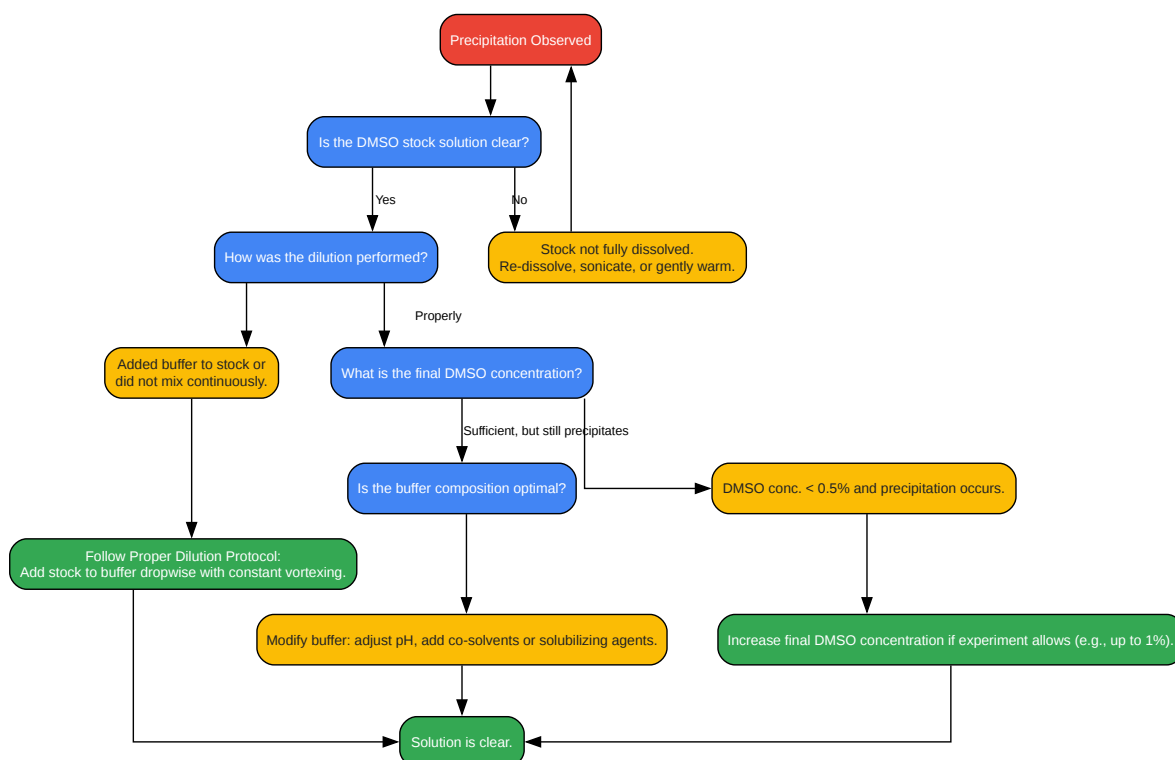 Precipitation Observed
Is the DMSO stock solution clear?
Yes
No
How was the dilution performed?
Stock not fully dissolved.
Re-dissolve, sonicate, or gently warm.
Properly
Added buffer to stock or
did not mix continuously.
What is the final DMSO concentration?
Sufficient, but still precipitates
Is the buffer composition optimal?
DMSO conc. < 0.5% and precipitation occurs.
Follow Proper Dilution Protocol:
Add stock to buffer dropwise with constant vortexing.
Modify buffer: adjust pH, add co-solvents or solubilizing agents.
Increase final DMSO concentration if experiment allows (e.g., up to 1%).
Solution is clear.